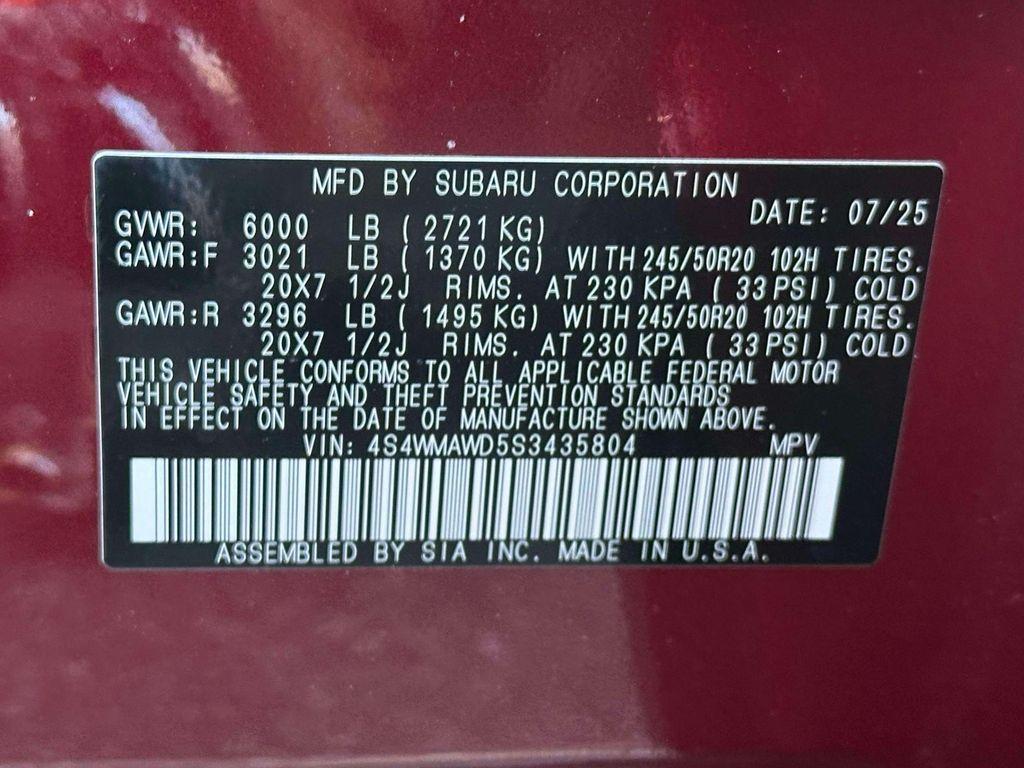 MFD BY SUBARU CORPORATION
DATE: 07/25
GVWR: 6000 LB ( 2721 KG)
GAWR:F 3021 LB ( 1370 KG) WITH 245/50R20 102H TIRES.
20X7 1/2J RIMS. AT 230 KPA ( 33 PSI) COLD
GAWR:R 3296 LB ( 1495 KG) WITH 245/50R20 102H TIRES.
20X7 1/2J RIMS. AT 230 KPA ( 33 PSI) COLD
THIS VEHICLE CONFORMS TO ALL APPLICABLE FEDERAL MOTOR
VEHICLE SAFETY AND THEFT PREVENTION STANDARDS
IN EFFECT ON THE DATE OF MANUFACTURE SHOWN ABOVE.
VIN: 4S4WMAWD5S3435804 MPV
ASSEMBLED BY SIA INC. MADE IN U.S.A.